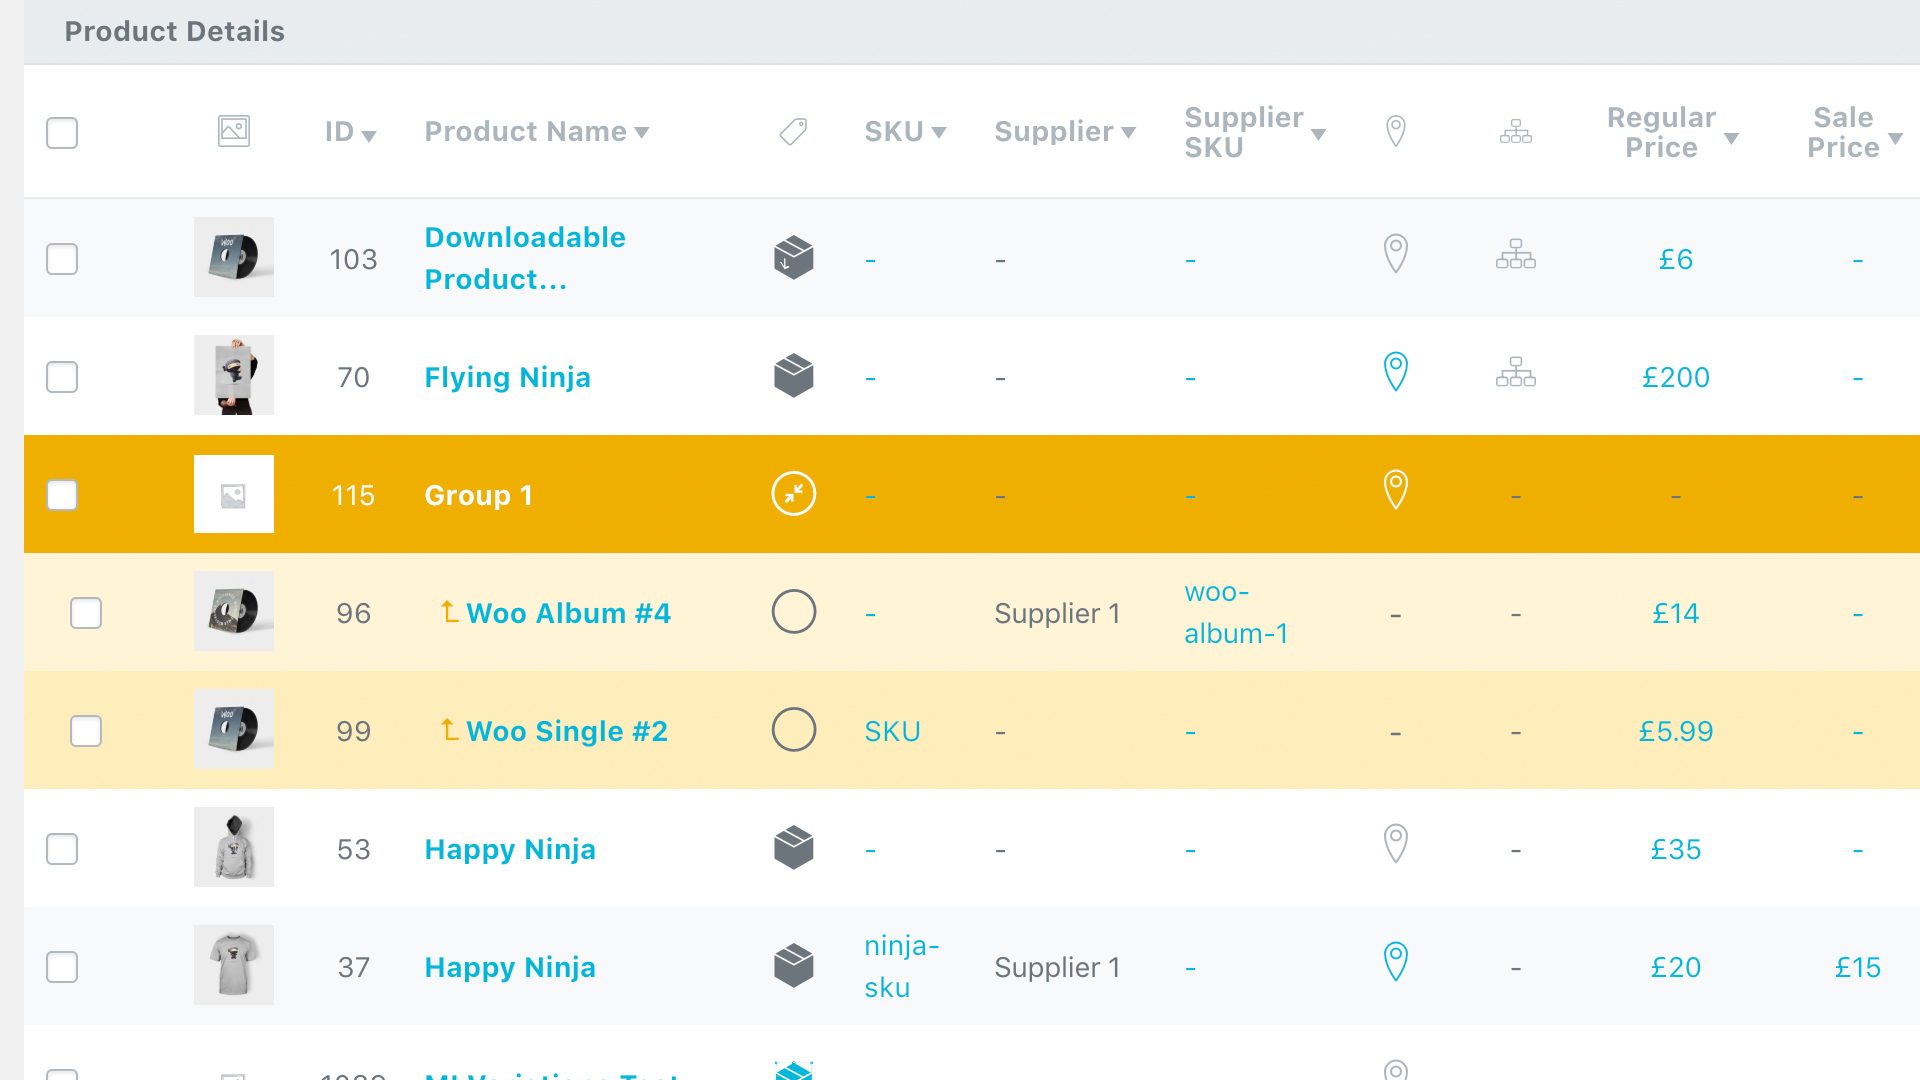 Product Details
ID Product Name SKU Supplier Supplier SKU Regular Price Sale Price
103 Downloadable Product... - - - £6 -
70 Flying Ninja - - - £200 -
115 Group 1 - - - - - -
96 Woo Album #4 - Supplier 1 woo-album-1 - - £14 -
99 Woo Single #2 SKU - - - - £5.99 -
53 Happy Ninja - - - - £35 -
37 Happy Ninja ninja-sku Supplier 1 - - £20 £15